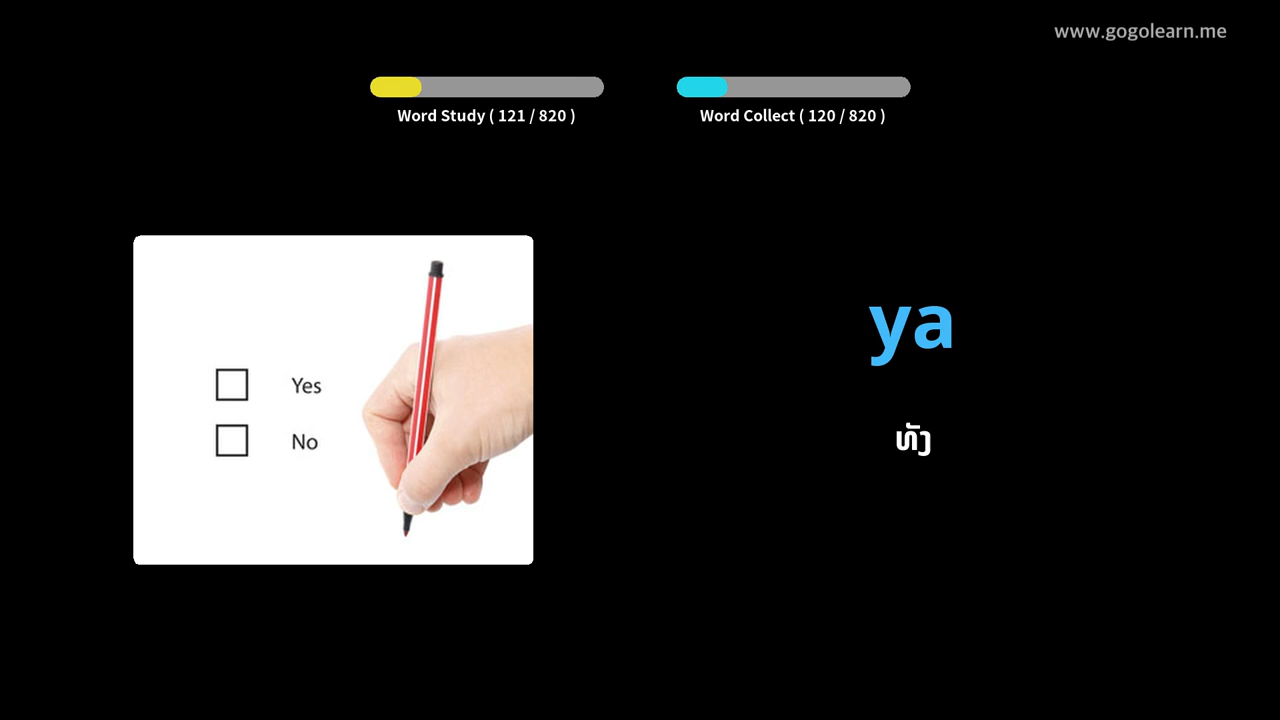 www.gogolearn.me
Word Study ( 121 / 820 )
Word Collect ( 120 / 820 )
Yes
No
ya
ທັງ